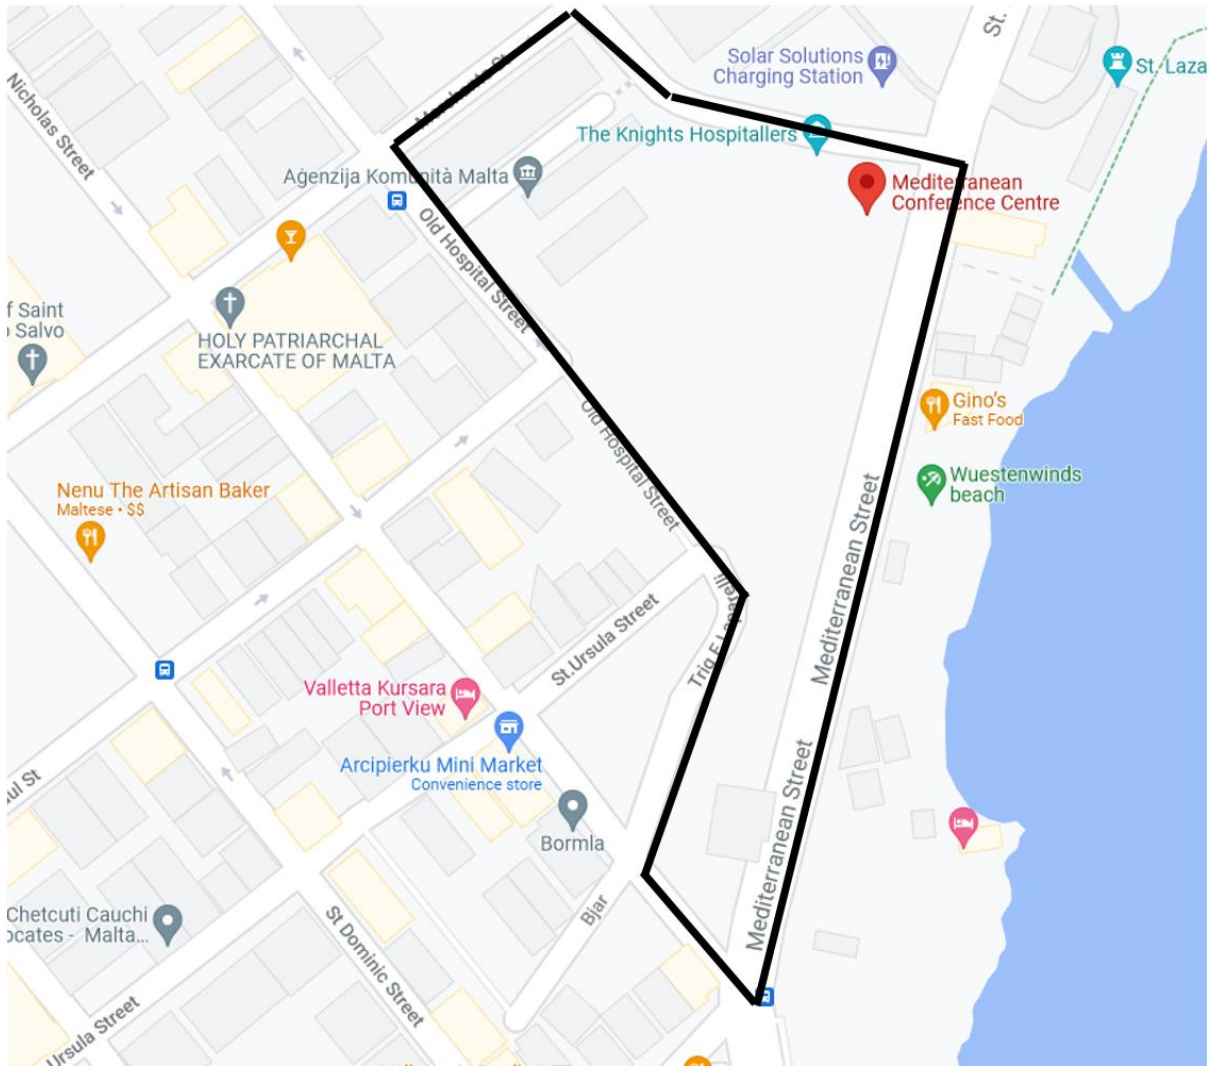 St.
Solar Solutions
Charging Station
St. Laza
Merchants St
Nicholas Street
The Knights Hospitallers
Aġenzija Komunità Malta
Mediterranean
Conference Centre
Old Hospital Street
f Saint
Salvo
HOLY PATRIARCHAL
EXARCATE OF MALTA
Old Hospital Street
Gino's
Fast Food
Nenu The Artisan Baker
Maltese • $$
Wuestenwinds
beach
Mediterranean Street
St.Ursula Street
Valletta Kursara
Port View
Arcipierku Mini Market
Convenience store
Mediterranean Street
ul St
Bormla
Bjar
Chetcuti Cauchi
ocates - Malta...
St Dominic Street
Ursula Street